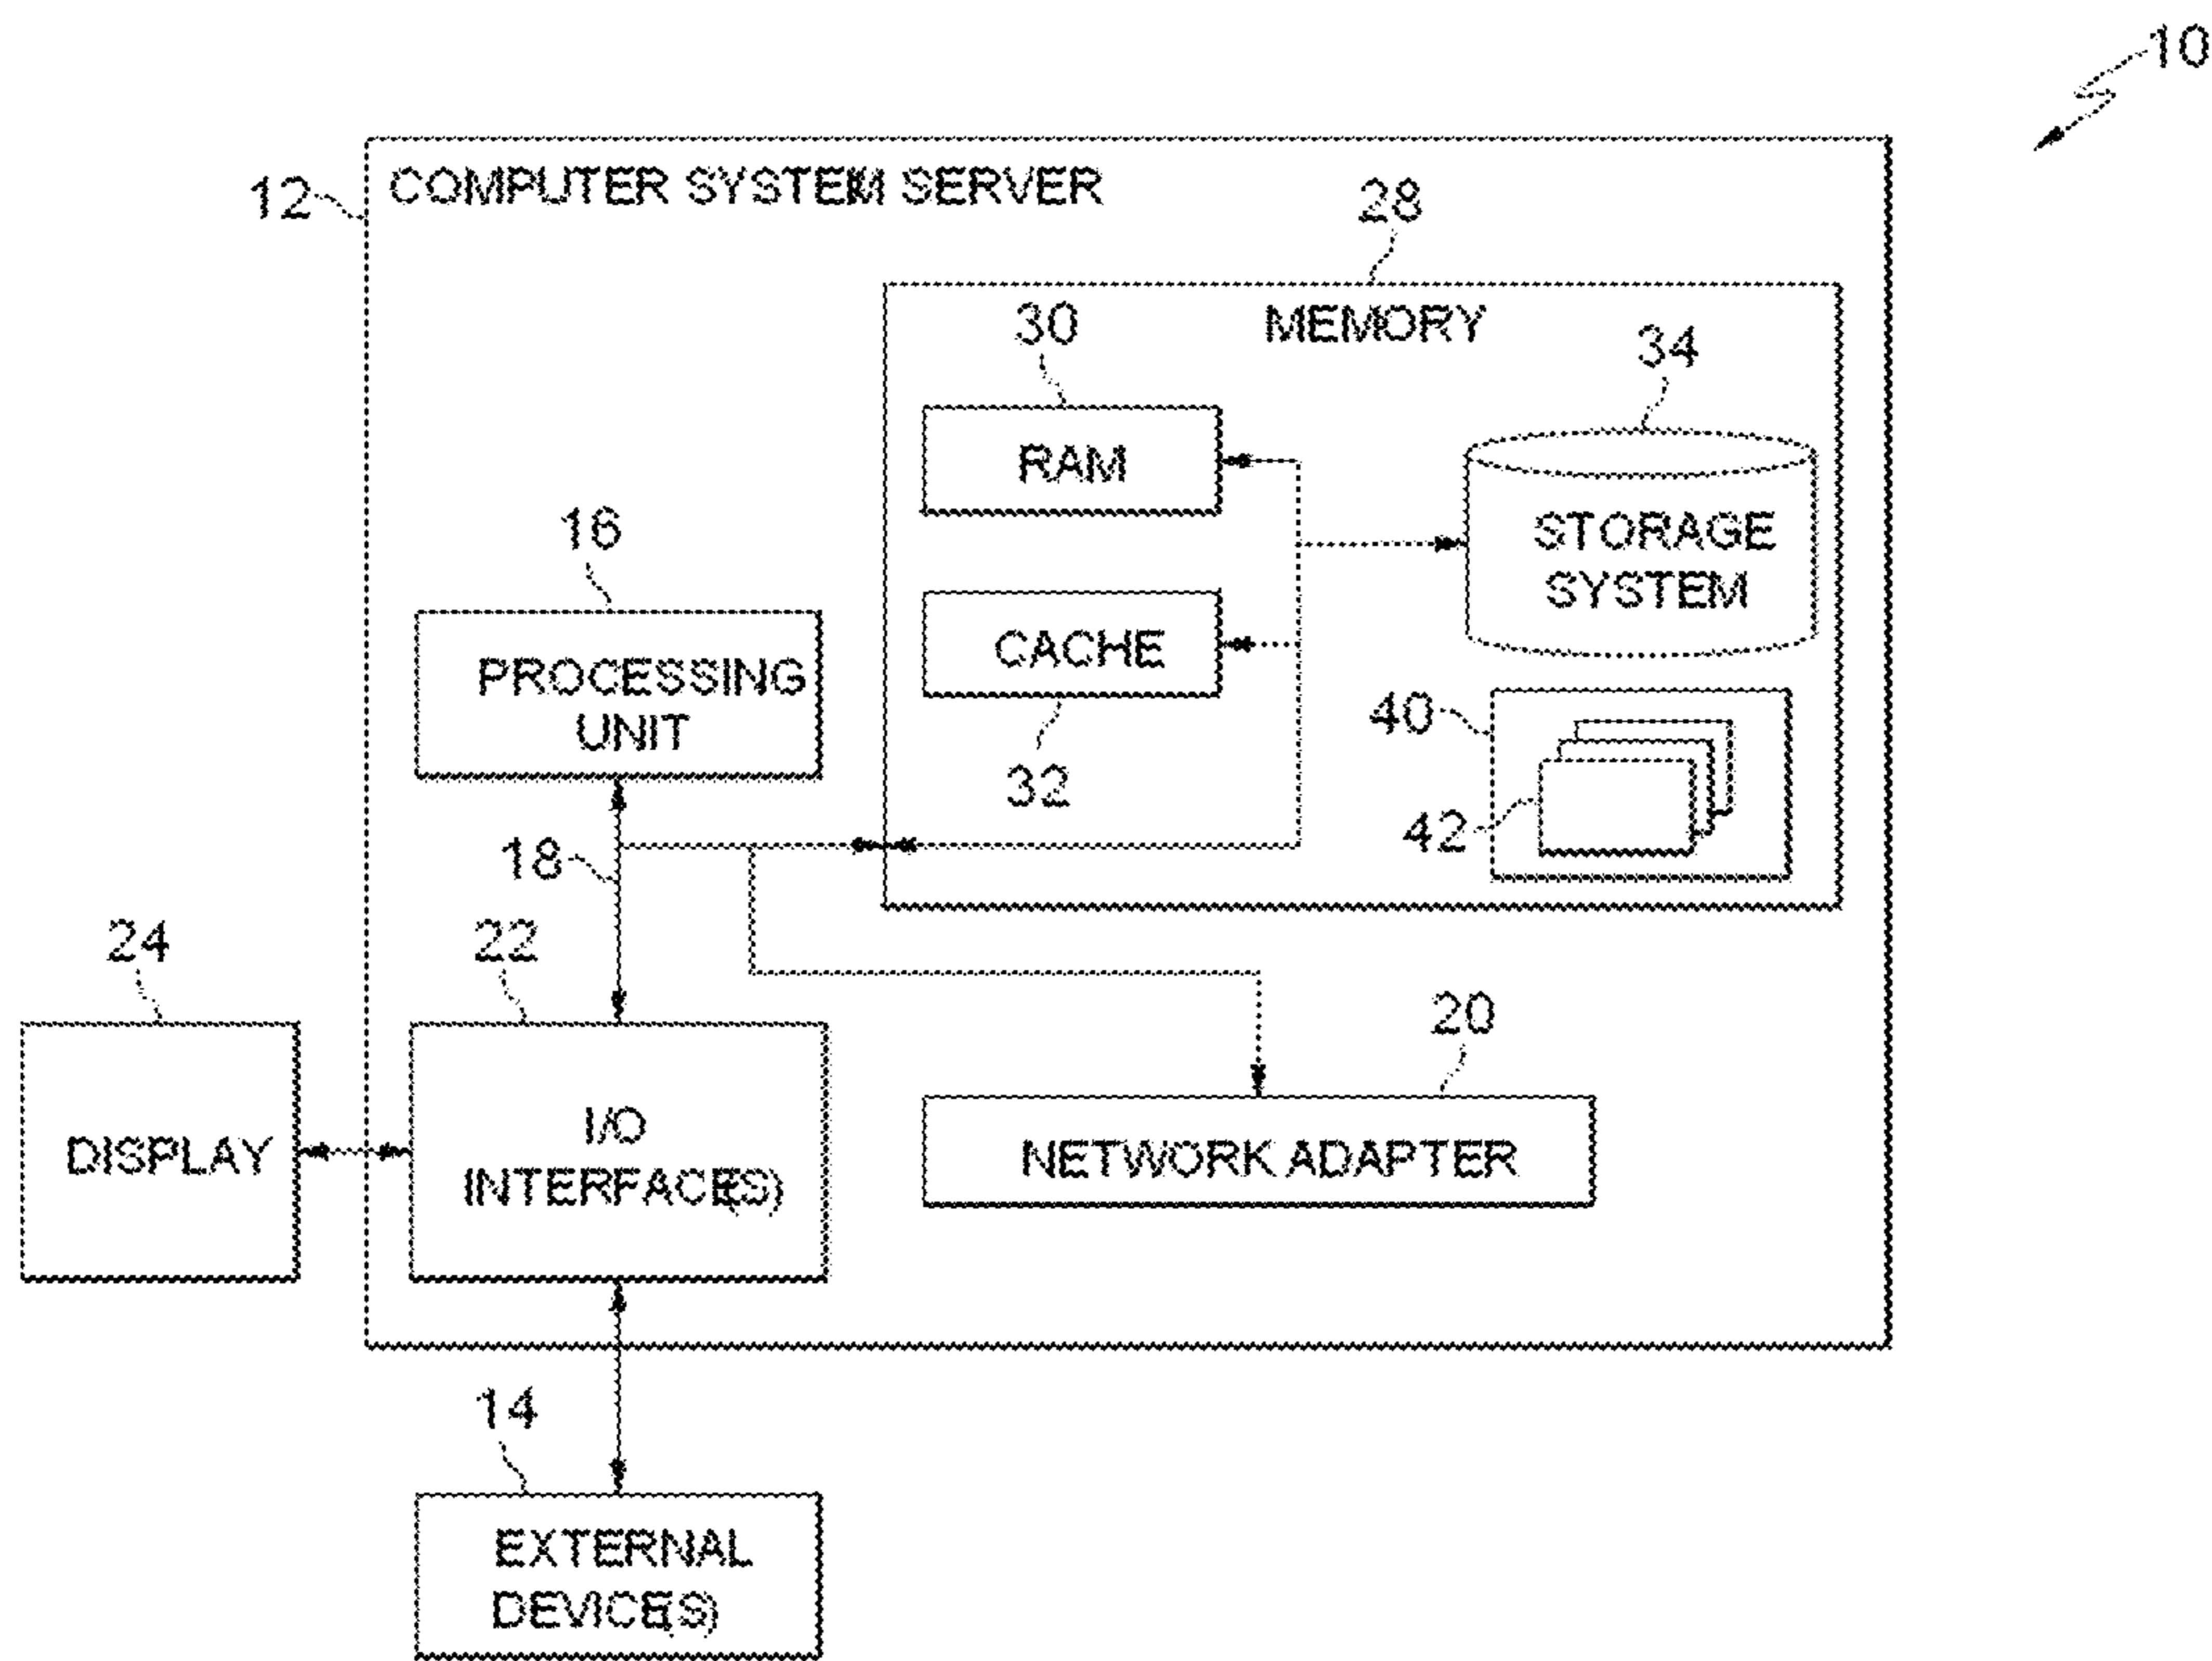 10
12
COMPUTER SYSTEM SERVER
28
MEMORY
30
34
RAM
STORAGE
SYSTEM
16
CACHE
PROCESSING
UNIT
40
32
42
18
24
22
20
DISPLAY
I/O
INTERFACE(S)
NETWORK ADAPTER
14
EXTERNAL
DEVICE(S)